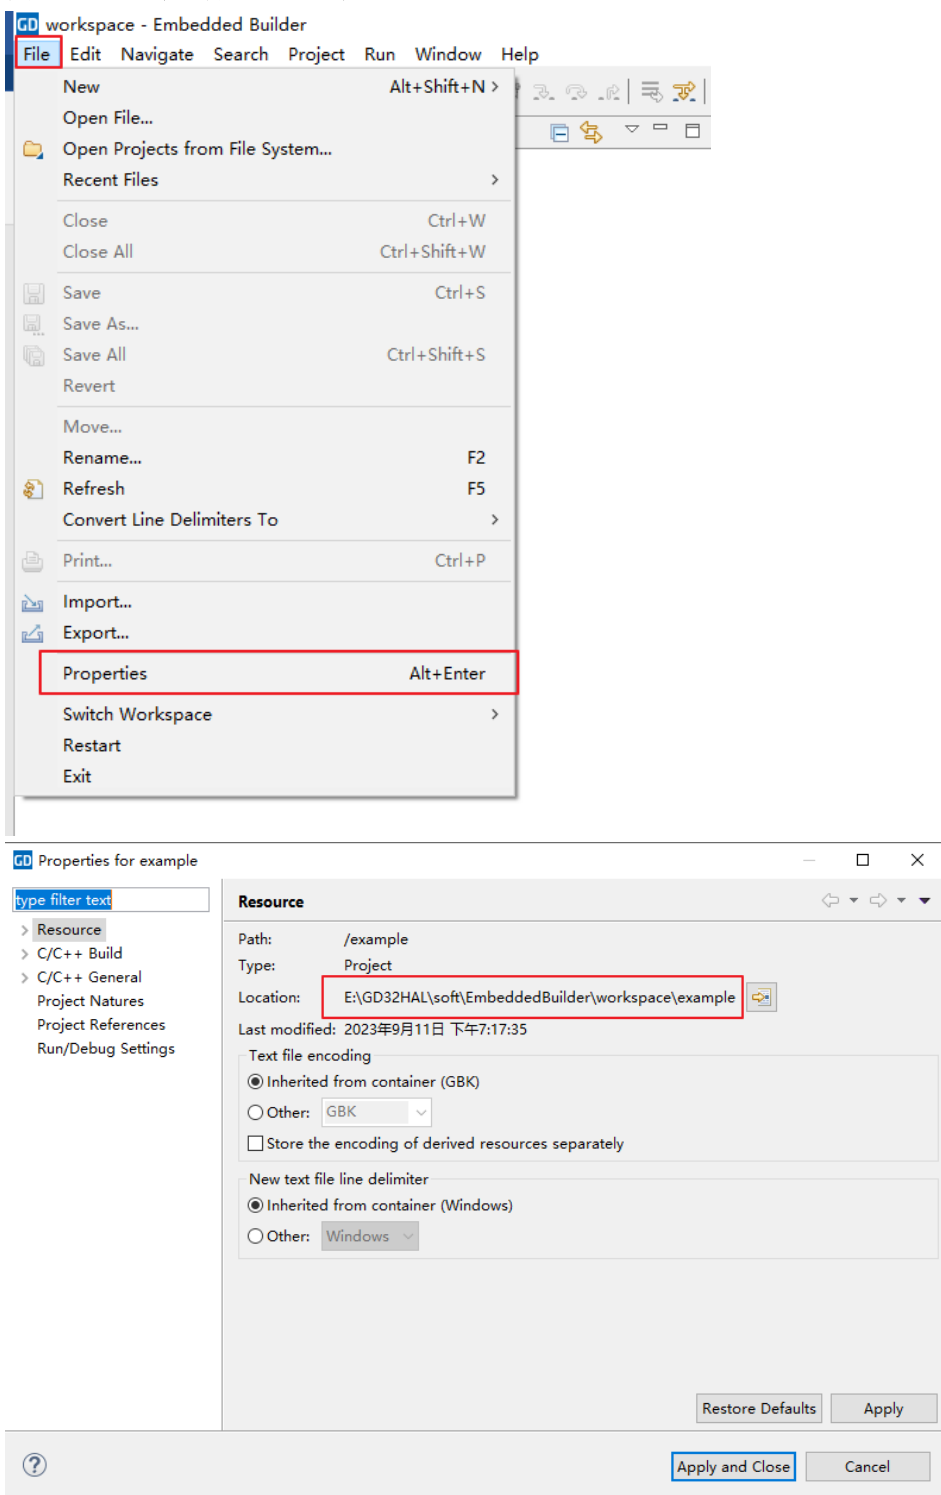 GD workspace - Embedded Builder
File Edit Navigate Search Project Run Window Help
New Alt+Shift+N >
Open File...
Open Projects from File System...
Recent Files >
Close Ctrl+W
Close All Ctrl+Shift+W
Save Ctrl+S
Save As...
Save All Ctrl+Shift+S
Revert
Move...
Rename... F2
Refresh F5
Convert Line Delimiters To >
Print... Ctrl+P
Import...
Export...
Properties Alt+Enter
Switch Workspace >
Restart
Exit
GD Properties for example
type filter text
Resource
C/C++ Build
C/C++ General
Project Natures
Project References
Run/Debug Settings
Resource
Path: /example
Type: Project
Location: E:\GD32HAL\soft\EmbeddedBuilder\workspace\example
Last modified: 2023年9月11日 下午7:17:35
Text file encoding
Inherited from container (GBK)
Other: GBK
Store the encoding of derived resources separately
New text file line delimiter
Inherited from container (Windows)
Other: Windows
Restore Defaults Apply
Apply and Close Cancel